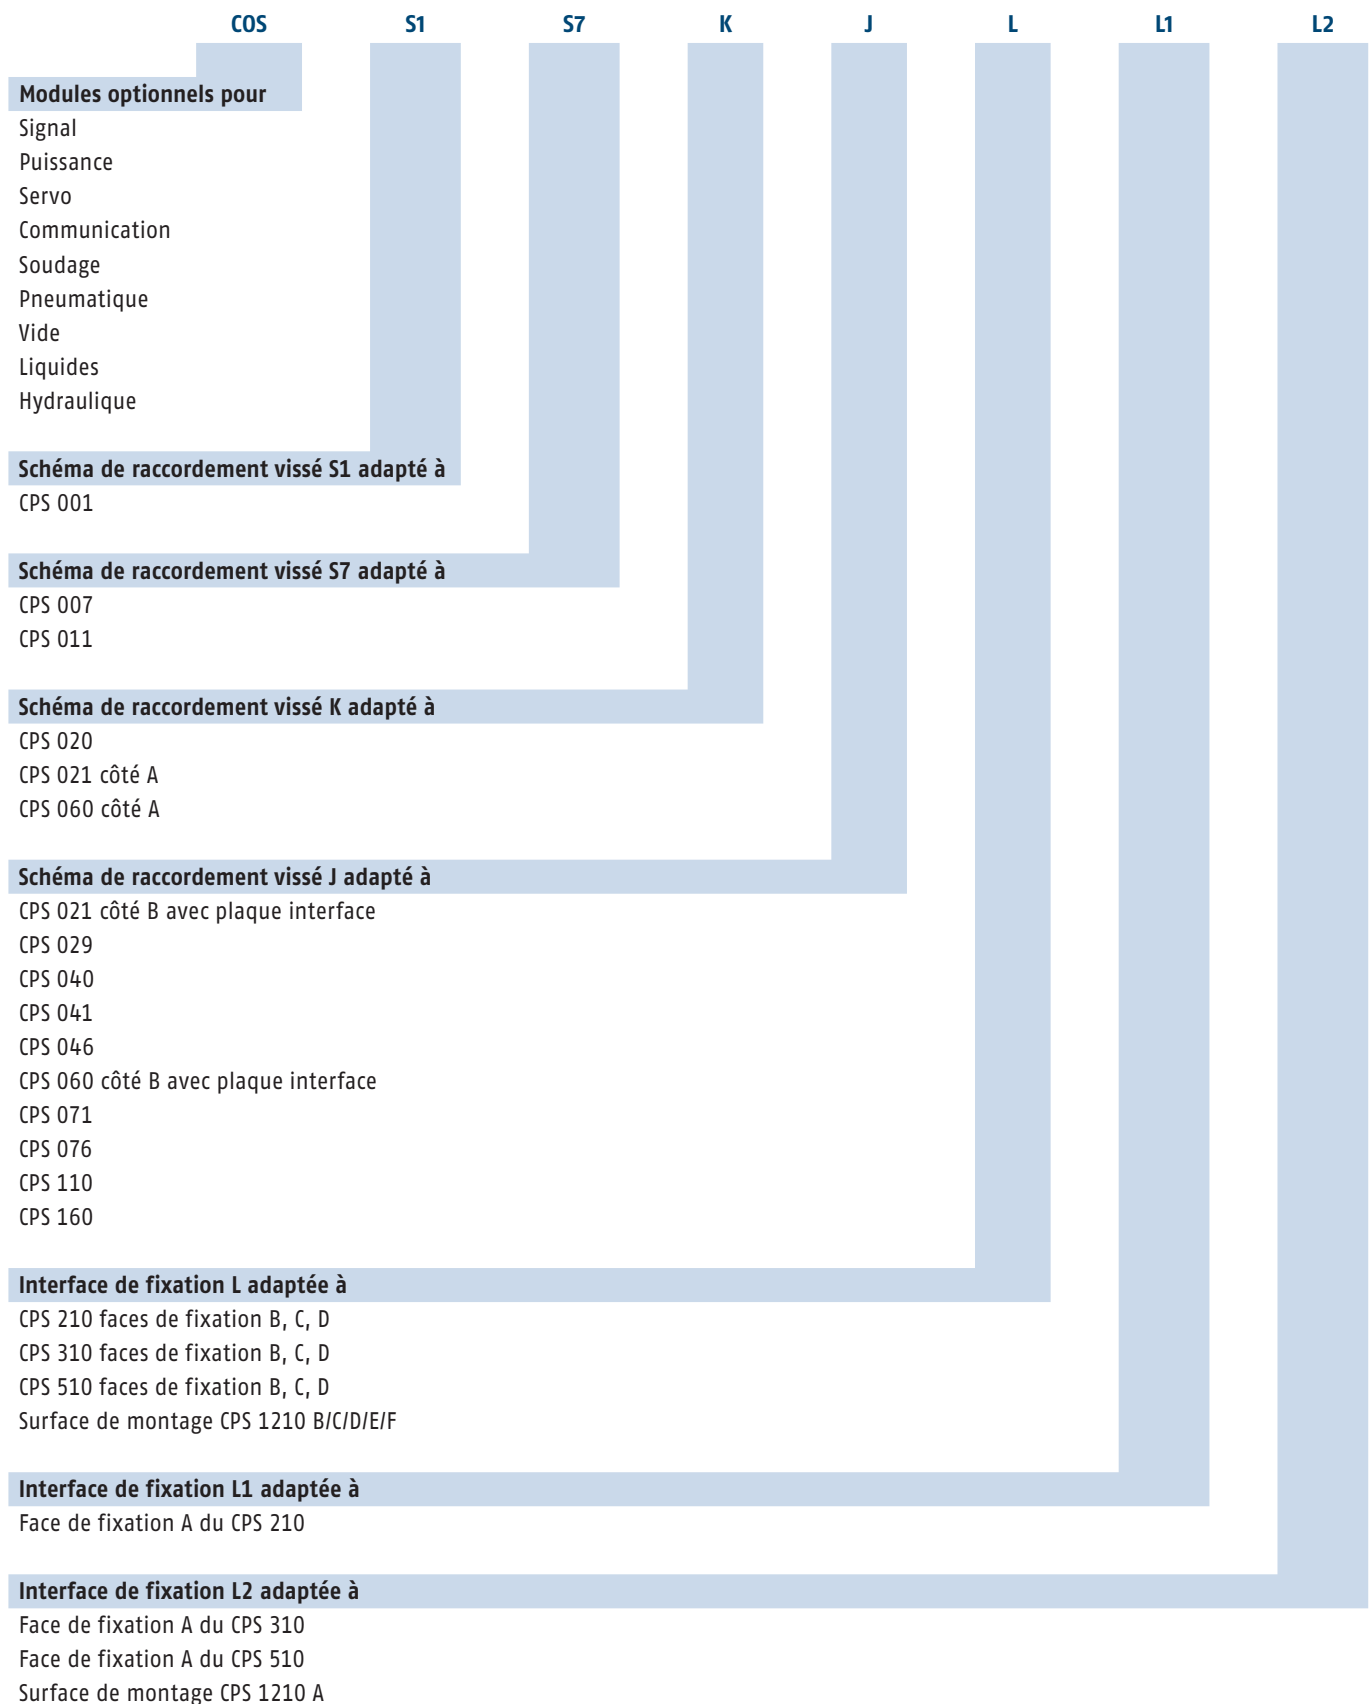 COS S1 S7 K J L L1 L2
Modules optionnels pour
Signal
Puissance
Servo
Communication
Soudage
Pneumatique
Vide
Liquides
Hydraulique
Schéma de raccordement vissé S1 adapté à
CPS 001
Schéma de raccordement vissé S7 adapté à
CPS 007
CPS 011
Schéma de raccordement vissé K adapté à
CPS 020
CPS 021 côté A
CPS 060 côté A
Schéma de raccordement vissé J adapté à
CPS 021 côté B avec plaque interface
CPS 029
CPS 040
CPS 041
CPS 046
CPS 060 côté B avec plaque interface
CPS 071
CPS 076
CPS 110
CPS 160
Interface de fixation L adaptée à
CPS 210 faces de fixation B, C, D
CPS 310 faces de fixation B, C, D
CPS 510 faces de fixation B, C, D
Surface de montage CPS 1210 B/C/D/E/F
Interface de fixation L1 adaptée à
Face de fixation A du CPS 210
Interface de fixation L2 adaptée à
Face de fixation A du CPS 310
Face de fixation A du CPS 510
Surface de montage CPS 1210 A